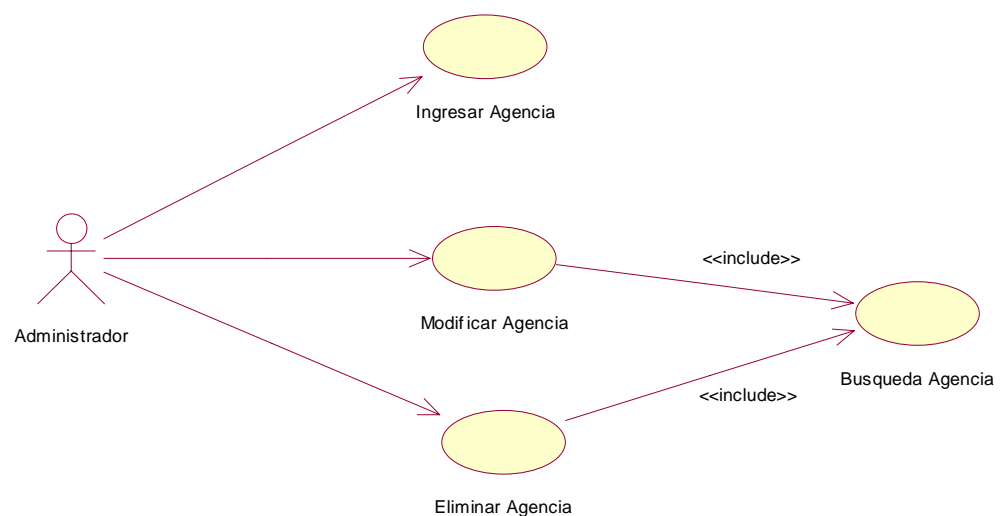 Ingresar Agencia
<<include>>
Modificar Agencia
Administrador
Busqueda Agencia
<<include>>
Eliminar Agencia